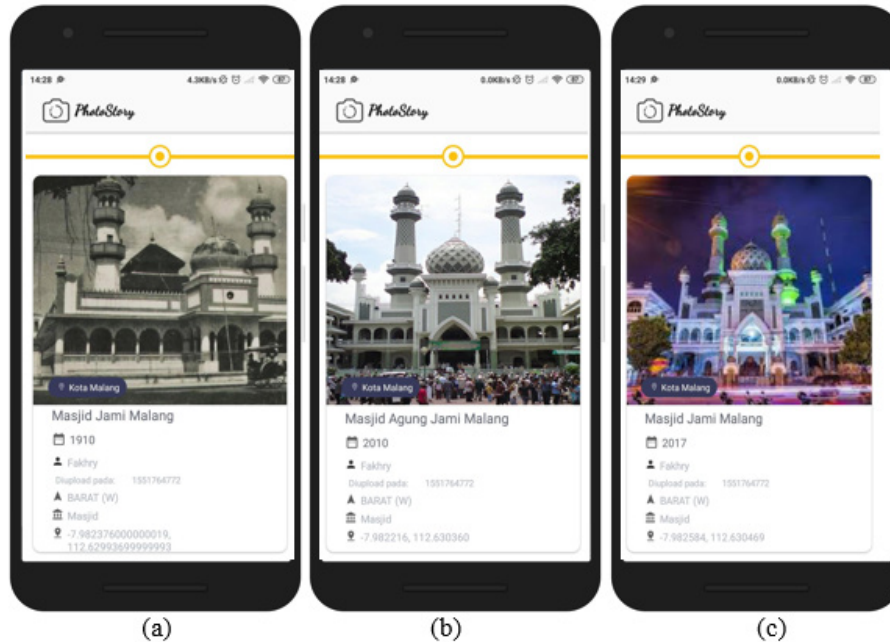 14:28 4.3KB/s 87
PhotoStory
Kota Malang
Masjid Jami Malang
1910
Fakhry
Diupload pada: 1551764772
BARAT (W)
Masjid
-7.982376000000019,
112.62993699999993
(a)
14:28 0.0KB/s 87
PhotoStory
Kota Malang
Masjid Agung Jami Malang
2010
Fakhry
Diupload pada: 1551764772
BARAT (W)
Masjid
-7.982216, 112.630360
(b)
14:29 0.0KB/s 87
PhotoStory
Kota Malang
Masjid Jami Malang
2017
Fakhry
Diupload pada: 1551764772
BARAT (W)
Masjid
-7.982584, 112.630469
(c)